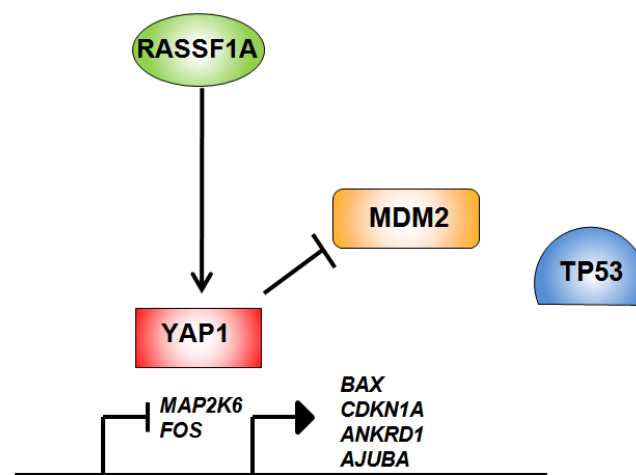 RASSF1A
MDM2
TP53
YAP1
MAP2K6
FOS
BAX
CDKN1A
ANKRD1
AJUBA